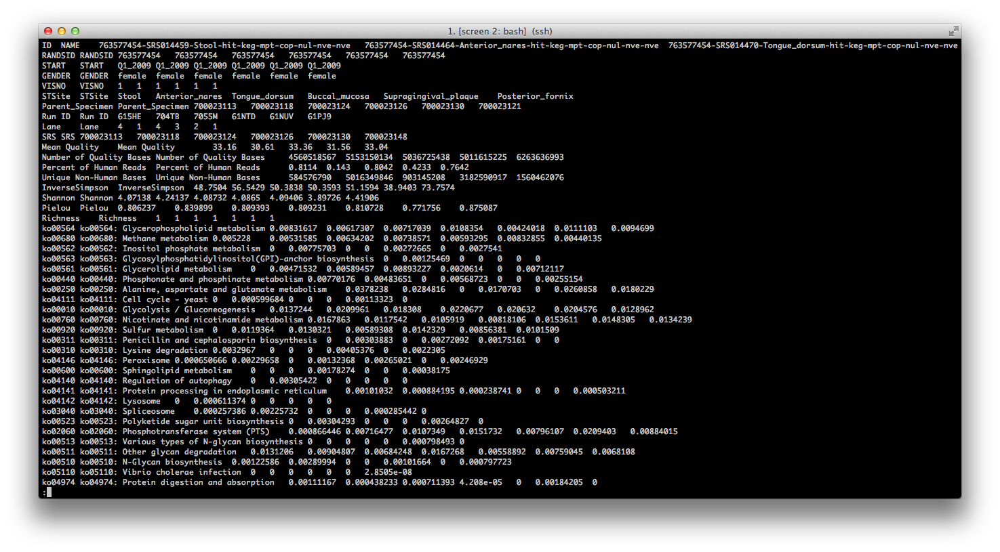 1. [screen 2: bash] (ssh)
ID NAME 763577454-SRS014459-Stool-hit-keg-mpt-cop-nul-nve-nve 763577454-SRS014464-Anterior_nares-hit-keg-mpt-cop-nul-nve-nve 763577454-SRS014470-Tongue_dorsum-hit-keg-mpt-cop-nul-nve-nve
RANDSID RANDSID 763577454 763577454 763577454 763577454 763577454 763577454
START START Q1_2009 Q1_2009 Q1_2009 Q1_2009 Q1_2009 Q1_2009
GENDER GENDER female female female female female female
VISNO VISNO 1 1 1 1 1 1
STSite STSite Stool Anterior_nares Tongue_dorsum Buccal_mucosa Supragingival_plaque Posterior_fornix
Parent_Specimen Parent_Specimen 700023113 700023118 700023124 700023126 700023130 700023121
Run ID Run ID 615HE 704TB 7055M 61NTD 61NUV 61PJ9
Lane Lane 4 1 4 3 2 1
SRS SRS 700023113 700023118 700023124 700023126 700023130 700023148
Mean Quality Mean Quality 33.16 30.61 33.36 31.56 33.04
Number of Quality Bases Number of Quality Bases 4560518567 5153150134 5036725438 5011615225 6263636993
Percent of Human Reads Percent of Human Reads 0.8114 0.143 0.8042 0.4233 0.7642
Unique Non-Human Bases Unique Non-Human Bases 584576790 5016349846 903145208 3182590917 1560462076
InverseSimpson InverseSimpson 48.7504 56.5429 50.3838 50.3593 51.1594 38.9403 73.7574
Shannon Shannon 4.07138 4.24137 4.08732 4.0865 4.09406 3.89726 4.41906
Pielou Pielou 0.806237 0.839899 0.809393 0.809231 0.810728 0.771756 0.875087
Richness Richness 1 1 1 1 1 1 1
ko00564 ko00564: Glycerophospholipid metabolism 0.00831617 0.00617307 0.00717039 0.0108354 0.00424018 0.0111103 0.0094699
ko00680 ko00680: Methane metabolism 0.005228 0.00531585 0.00634202 0.00738571 0.00593295 0.00832855 0.00440135
ko00562 ko00562: Inositol phosphate metabolism 0 0.00775703 0 0 0.00272665 0 0.0027541
ko00563 ko00563: Glycosylphosphatidylinositol(GPI)-anchor biosynthesis 0 0.00125469 0 0 0 0 0
ko00561 ko00561: Glycerolipid metabolism 0 0.00471532 0.00589457 0.00893227 0.0020614 0 0.00712117
ko00440 ko00440: Phosphonate and phosphinate metabolism 0.00770176 0.00483651 0 0.00568723 0 0 0.00255154
ko00250 ko00250: Alanine, aspartate and glutamate metabolism 0.0378238 0.0284816 0 0.0170703 0 0.0260858 0.0180229
ko04111 ko04111: Cell cycle - yeast 0 0.000599684 0 0 0 0.00113323 0
ko00010 ko00010: Glycolysis / Gluconeogenesis 0.0137244 0.0209961 0.018308 0.0220677 0.020632 0.0204576 0.0128962
ko00760 ko00760: Nicotinate and nicotinamide metabolism 0.0167863 0.0117542 0.0105919 0.00818106 0.0153611 0.0148305 0.0134239
ko00920 ko00920: Sulfur metabolism 0 0.0119364 0.0130321 0.00589308 0.0142329 0.00856381 0.0101509
ko00311 ko00311: Penicillin and cephalosporin biosynthesis 0 0.00303883 0 0.00272092 0.00175161 0 0
ko00310 ko00310: Lysine degradation 0.0032967 0 0 0 0.00405376 0 0.0022305
ko04146 ko04146: Peroxisome 0.000650666 0.00229658 0 0.00132368 0.00265021 0 0.00246929
ko00600 ko00600: Sphingolipid metabolism 0 0 0 0.00178274 0 0 0.00038175
ko04140 ko04140: Regulation of autophagy 0 0.00305422 0 0 0 0 0
ko04141 ko04141: Protein processing in endoplasmic reticulum 0.00101032 0.000884195 0.000238741 0 0 0 0.000503211
ko04142 ko04142: Lysosome 0 0.000611374 0 0 0 0 0
ko03040 ko03040: Spliceosome 0.000257386 0.00225732 0 0 0 0.000285442 0
ko00523 ko00523: Polyketide sugar unit biosynthesis 0 0.00304293 0 0 0 0.00264827 0
ko02060 ko02060: Phosphotransferase system (PTS) 0.000866446 0.00716477 0.0107349 0.0151732 0.00796107 0.0209403 0.00884015
ko00513 ko00513: Various types of N-glycan biosynthesis 0 0 0 0 0 0.000798493 0
ko00511 ko00511: Other glycan degradation 0.0131206 0.00904807 0.00684248 0.0167268 0.00558892 0.00759045 0.0068108
ko00510 ko00510: N-Glycan biosynthesis 0.00122586 0.00289994 0 0 0.00101664 0 0.000797723
ko05110 ko05110: Vibrio cholerae infection 0 0 0 0 0 0 2.8505e-08
ko04974 ko04974: Protein digestion and absorption 0.00111167 0.000438233 0.000711393 4.208e-05 0 0.00184205 0
: